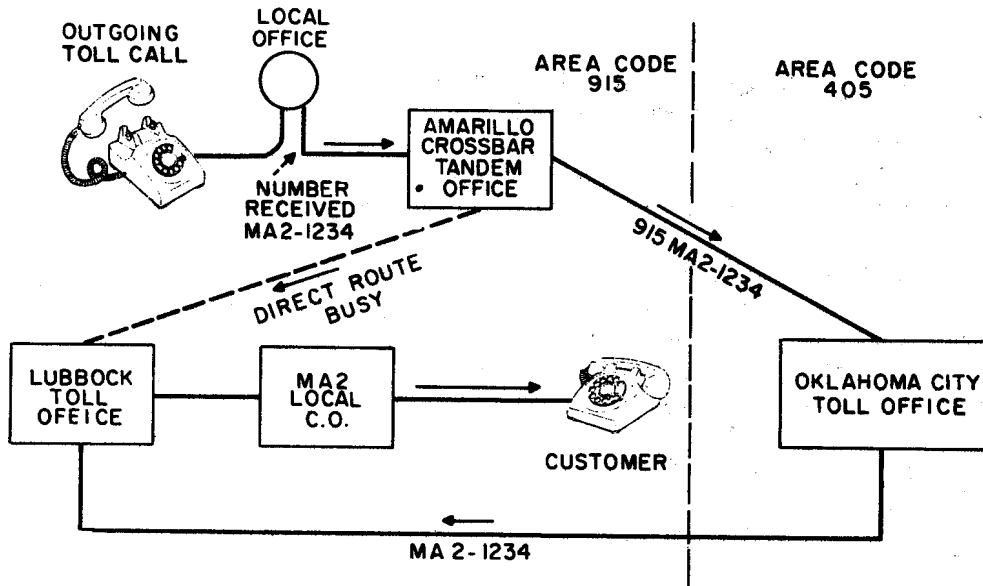 OUTGOING
TOLL CALL
LOCAL
OFFICE
AREA CODE
915
AREA CODE
405
AMARILLO
CROSSBAR
TANDEM
OFFICE
NUMBER
RECEIVED
MA2-1234
915 MA2-1234
DIRECT ROUTE
BUSY
LUBBOCK
TOLL
OFEICE
MA2
LOCAL
C.O.
CUSTOMER
OKLAHOMA CITY
TOLL OFFICE
MA 2-1234